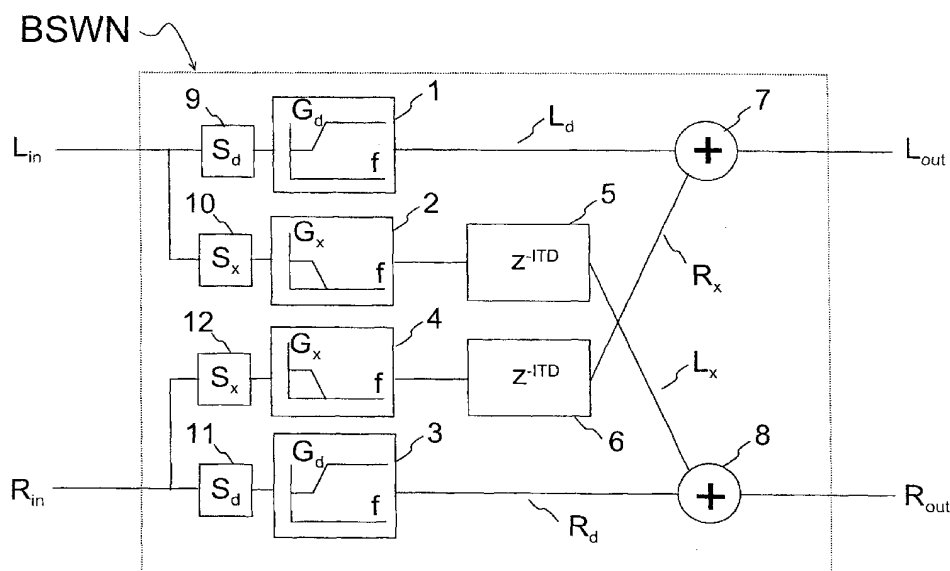 BSWN
9
1
L_d
7
L_in
S_d
G_d
f
L_out
10
2
5
S_x
G_x
f
z^-ITD
R_x
12
4
S_x
G_x
f
z^-ITD
L_x
11
3
6
8
R_in
S_d
G_d
f
R_d
R_out